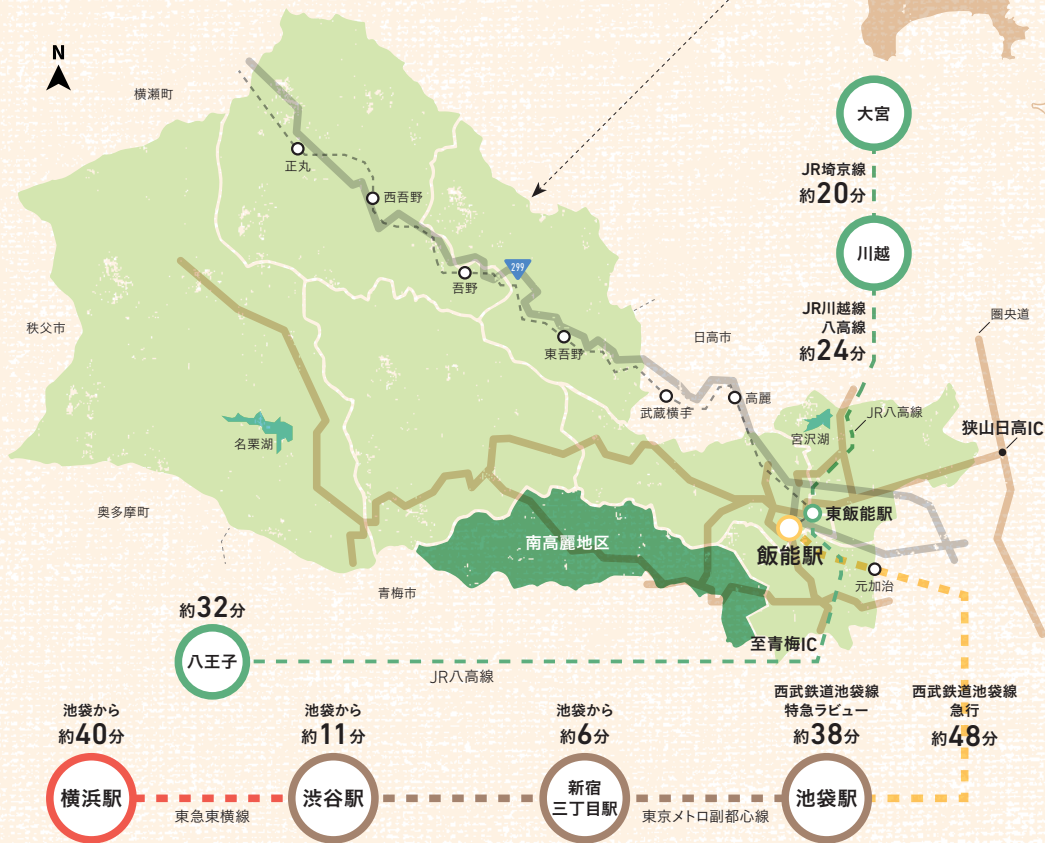 N
横瀬町
正丸
西吾野
吾野
299
東吾野
武蔵横手
高麗
日高市
秩父市
名栗湖
奥多摩町
青梅市
南高麗地区
宮沢湖
JR八高線
圏央道
狭山日高IC
東飯能駅
飯能駅
元加治
至青梅IC
大宮
JR埼京線
約20分
川越
JR川越線
八高線
約24分
約32分
八王子
JR八高線
池袋から
約40分
横浜駅
東急東横線
池袋から
約11分
渋谷駅
池袋から
約6分
新宿
三丁目駅
東京メトロ副都心線
西武鉄道池袋線
特急ラビュー
約38分
池袋駅
西武鉄道池袋線
急行
約48分